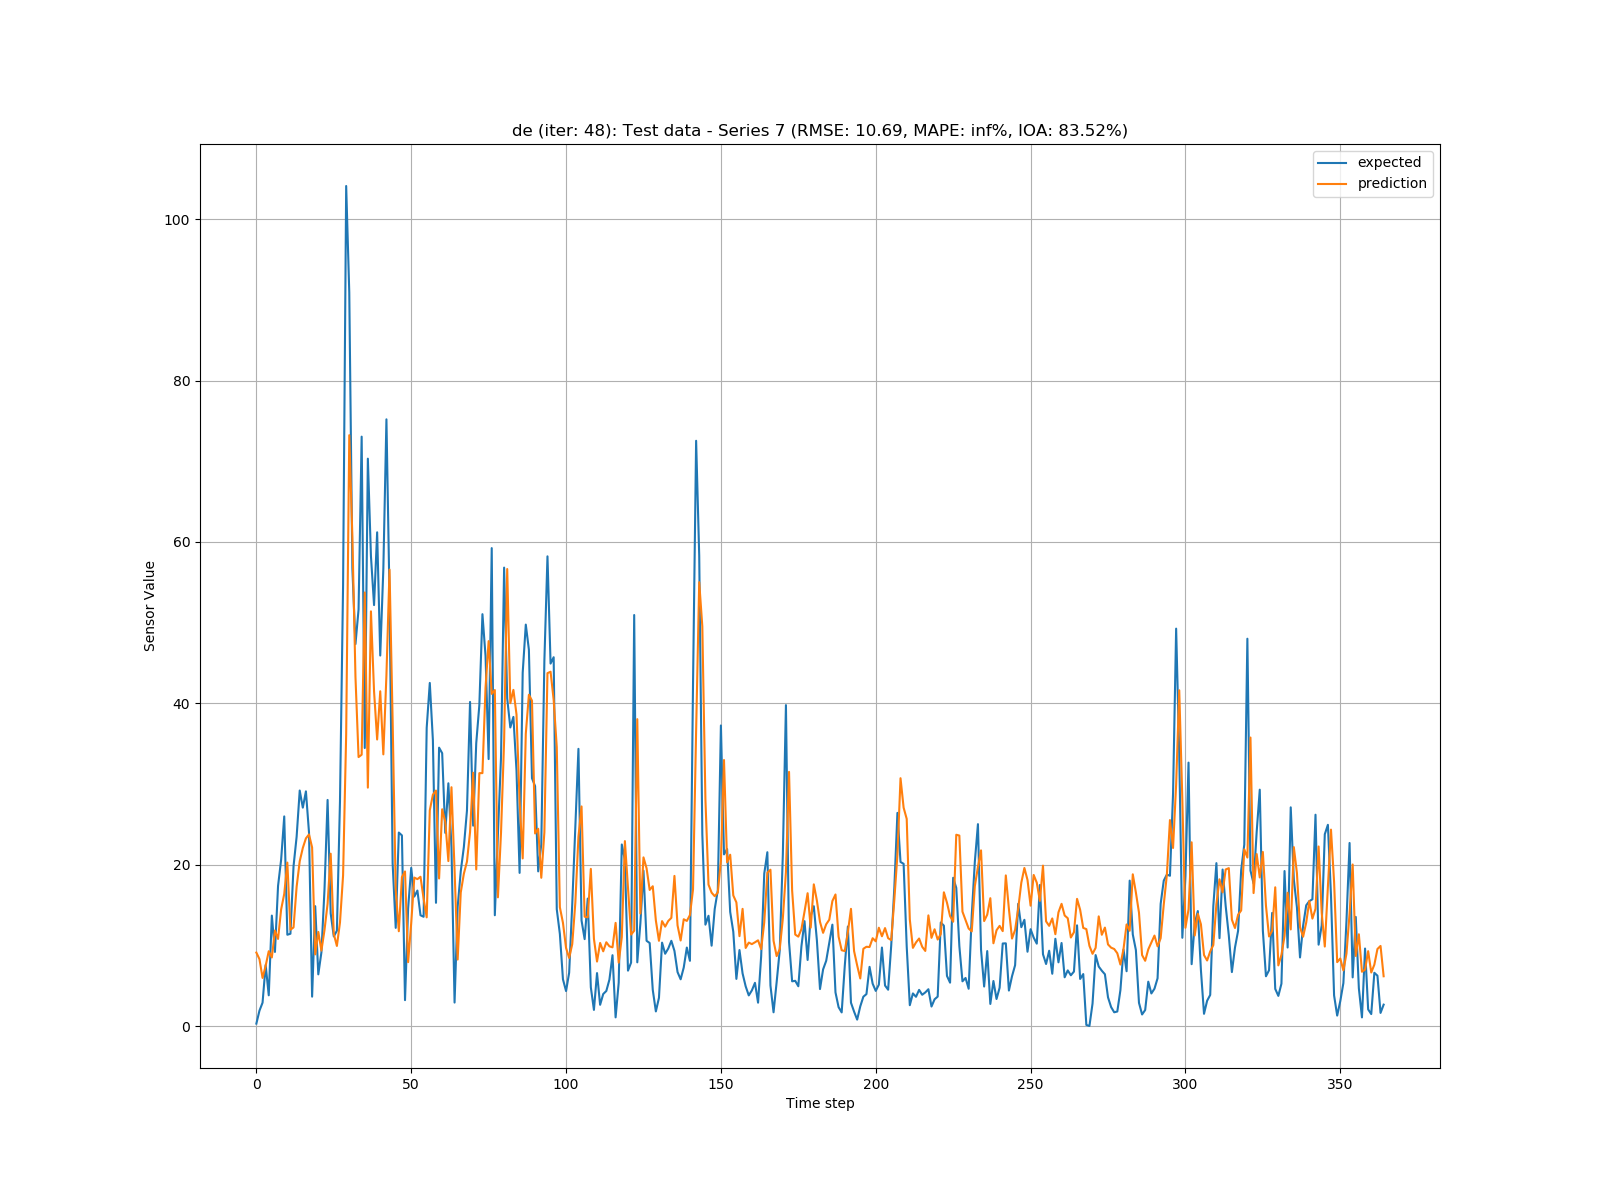 de (iter: 48): Test data - Series 7 (RMSE: 10.69, MAPE: inf%, IOA: 83.52%)
expected
prediction
100
80
60
40
20
0
Sensor Value
0 50 100 150 200 250 300 350
Time step